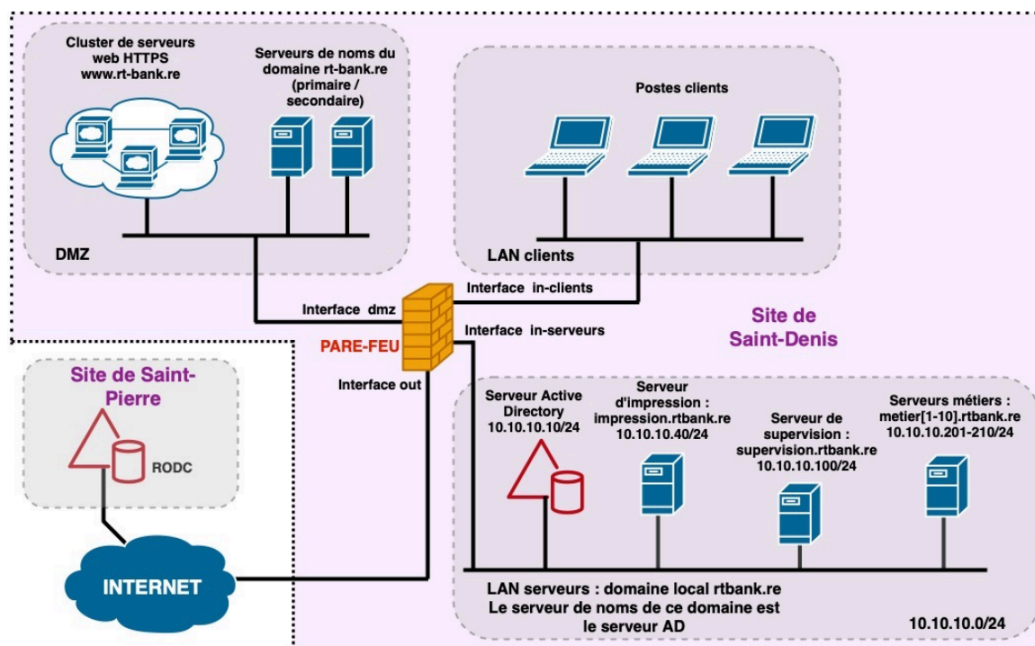 Cluster de serveurs
web HTTPS
www.rt-bank.re
Serveurs de noms du
domaine rt-bank.re
(primaire /
secondaire)
DMZ
Postes clients
LAN clients
Interface in-clients
Interface dmz
Interface in-serveurs
PARE-FEU
Interface out
Site de
Saint-Denis
Site de Saint-
Pierre
RODC
INTERNET
Serveur Active
Directory
10.10.10.10/24
Serveur
d'impression :
impression.rtbank.re
10.10.10.40/24
Serveur de
supervision :
supervision.rtbank.re
10.10.10.100/24
Serveurs métiers :
metier[1-10].rtbank.re
10.10.10.201-210/24
LAN serveurs : domaine local rtbank.re
Le serveur de noms de ce domaine est
le serveur AD
10.10.10.0/24